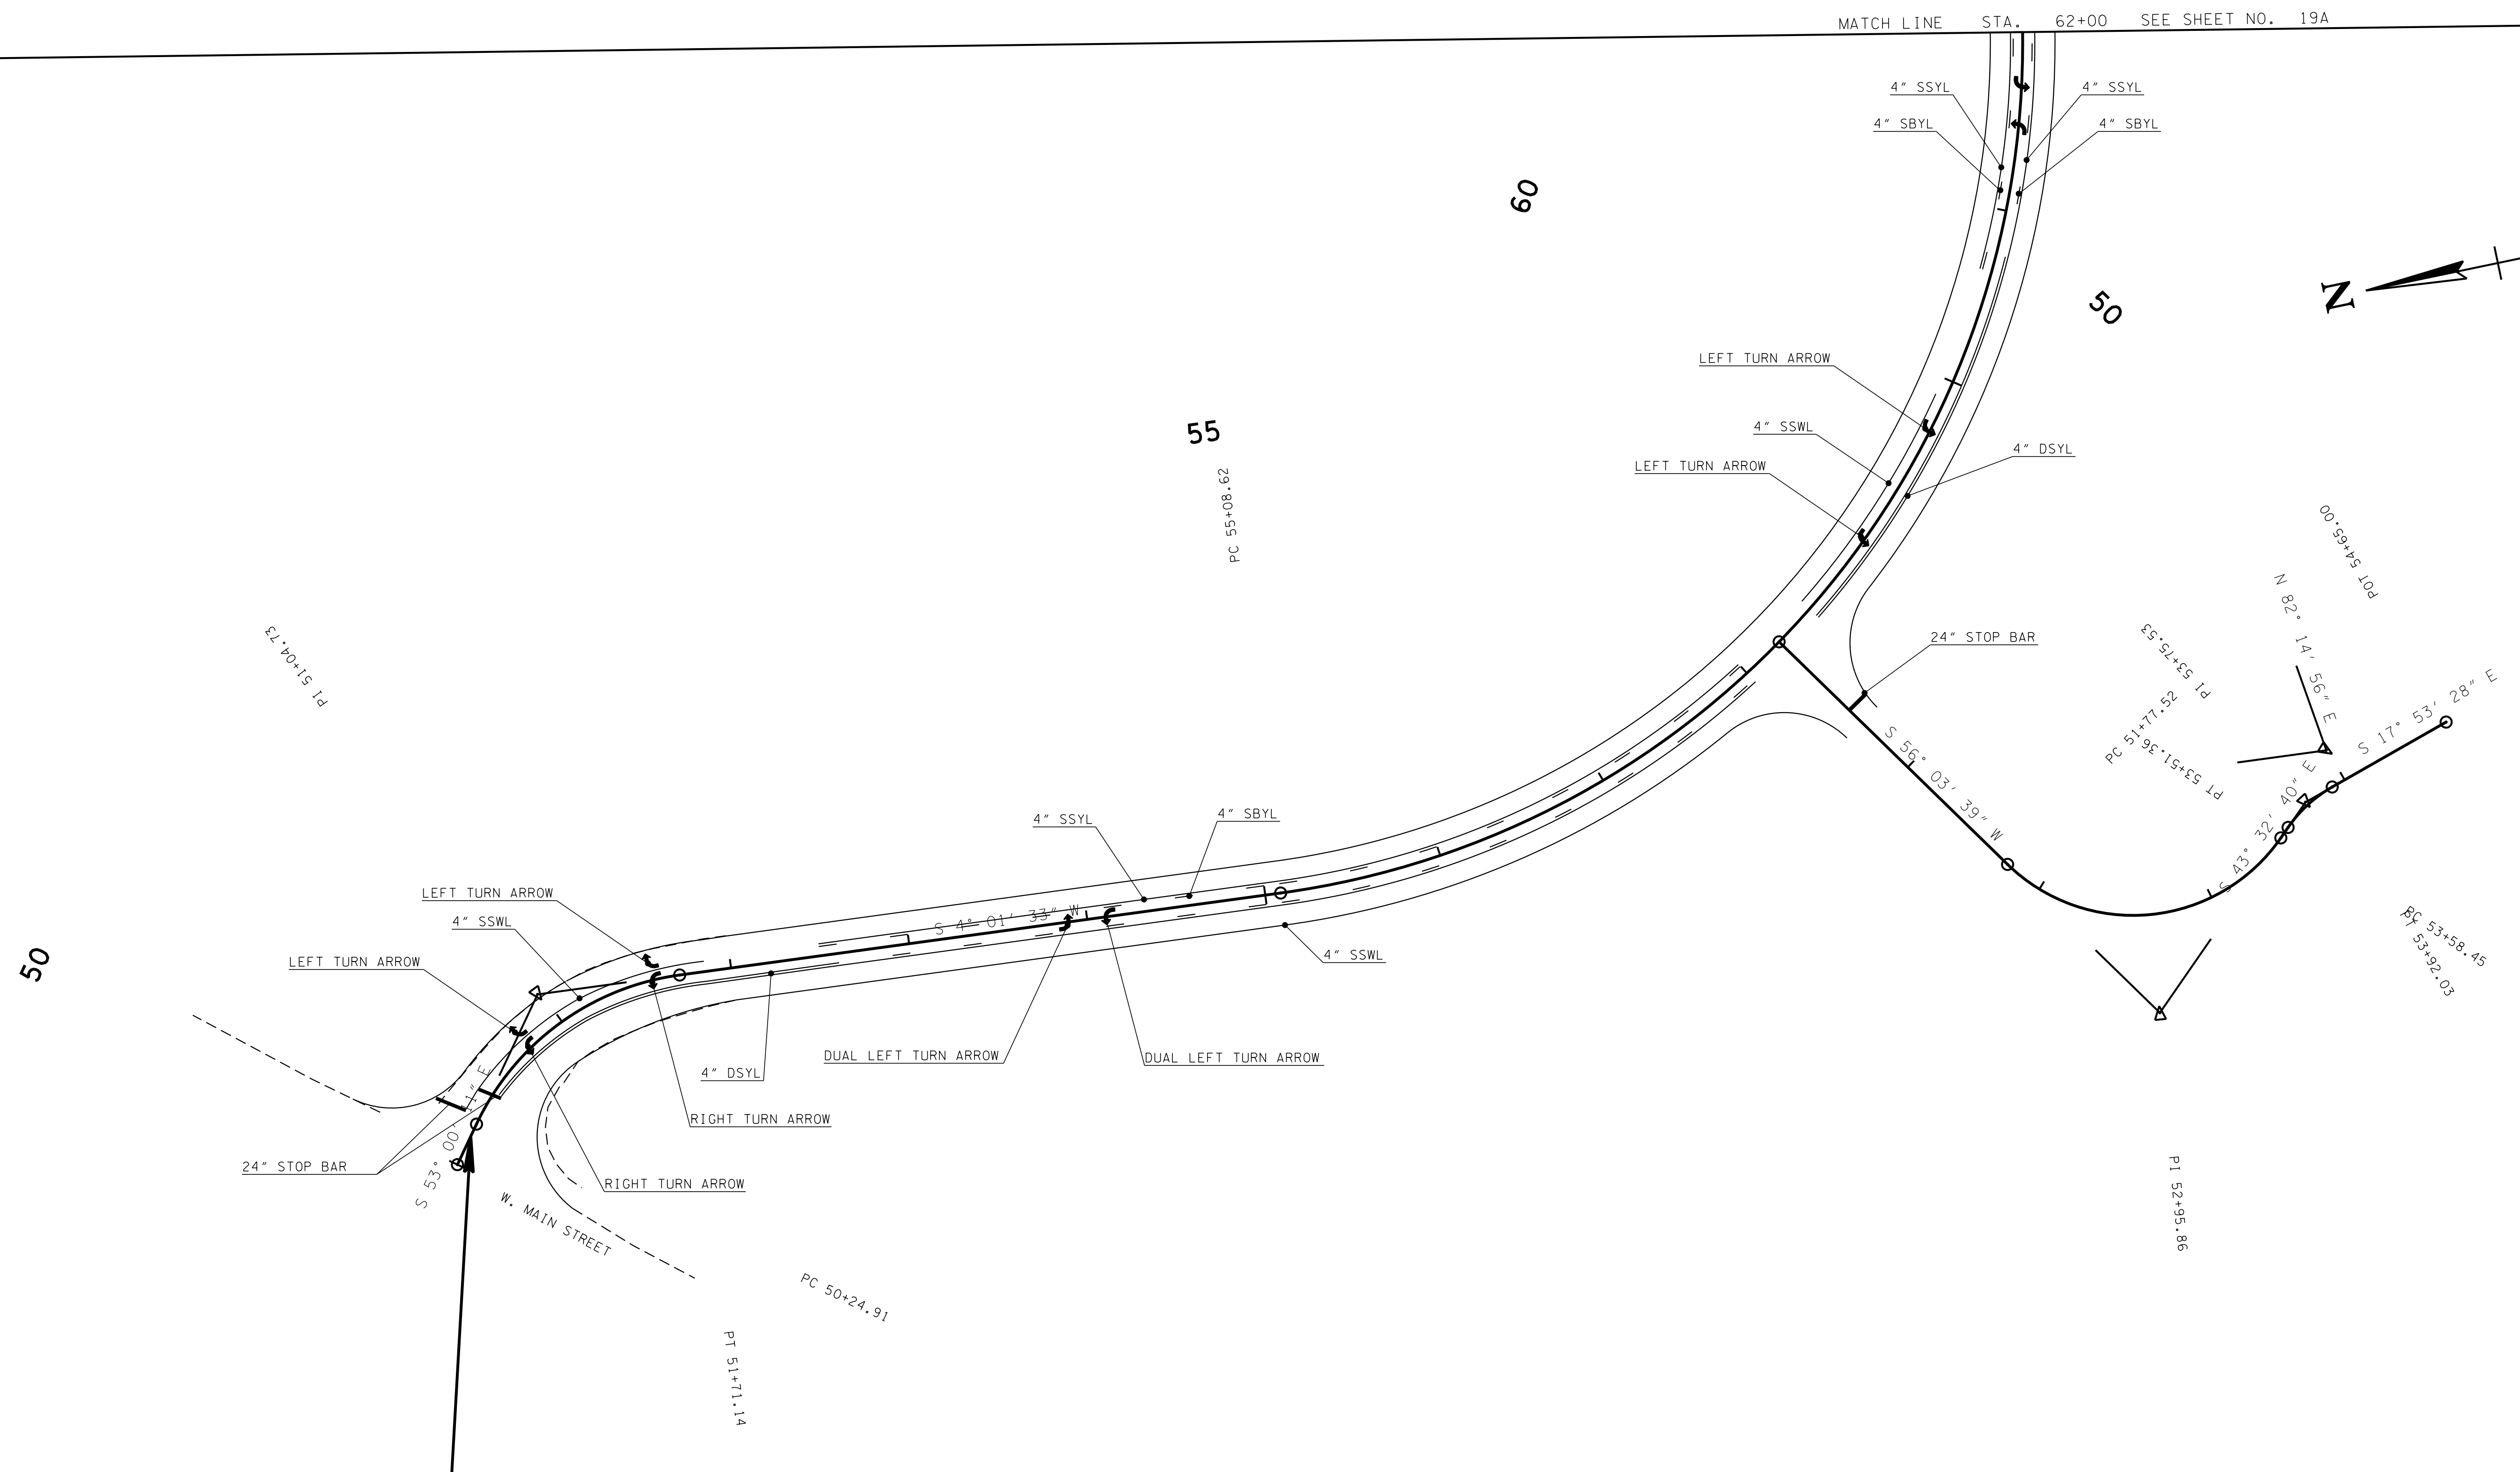 MATCH LINE STA. 62+00 SEE SHEET NO. 19A
4" SSYL
4" SSYL
4" SBYL
4" SBYL
60
50
N
LEFT TURN ARROW
4" SSWL
4" DSYL
LEFT TURN ARROW
55
PC 55+08.62
POT 54+65.00
N 82° 14' 56" E
PI 53+75.53
PI 51+04.73
24" STOP BAR
S 17° 53' 28" E
PC 51+77.52
PT 53+51.36
S 56° 03' 39" W
S 43° 32' 40" E
4" SSYL
4" SBYL
LEFT TURN ARROW
4" SSWL
S 4° 01' 33" W
PC 53+58.45
PT 53+92.03
4" SSWL
50
LEFT TURN ARROW
DUAL LEFT TURN ARROW
DUAL LEFT TURN ARROW
4" DSYL
RIGHT TURN ARROW
24" STOP BAR
S 53° 00' 11" E
RIGHT TURN ARROW
W. MAIN STREET
PI 52+95.86
PC 50+24.91
PT 51+71.14